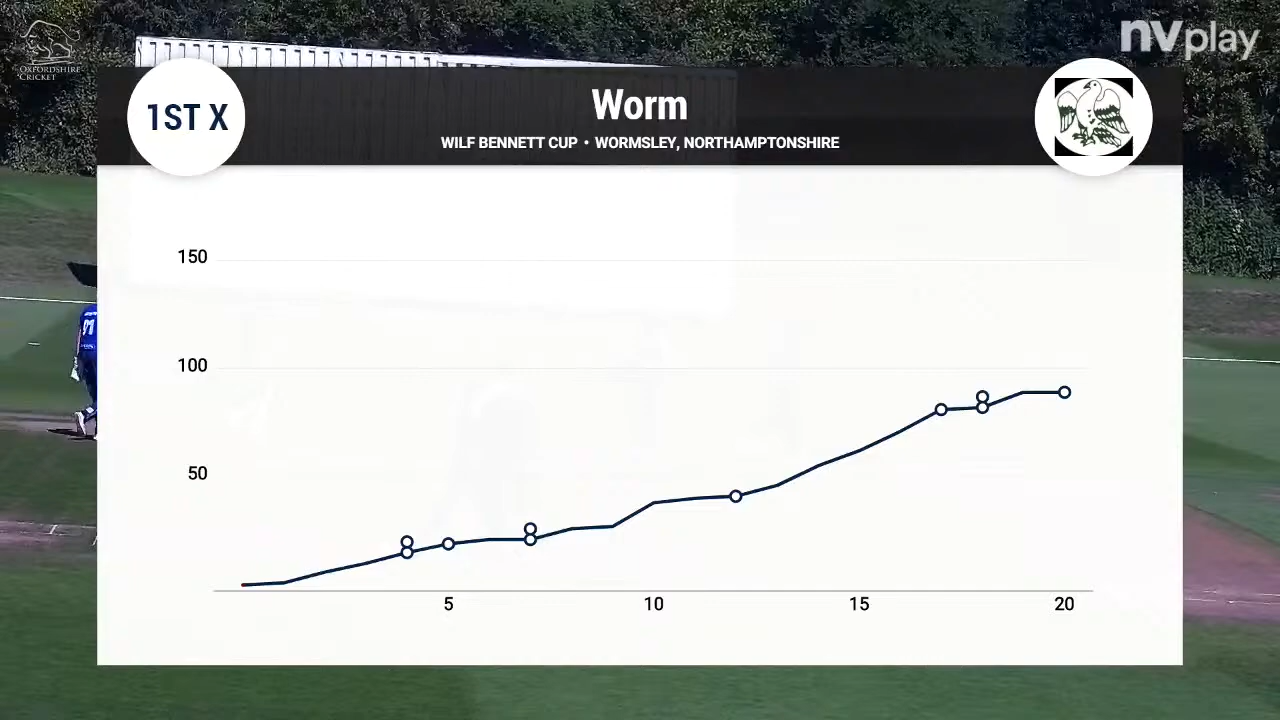 OXFORDSHIRE
CRICKET
nvplay
1ST X
Worm
WILF BENNETT CUP • WORMSLEY, NORTHAMPTONSHIRE
150
100
50
5
10
15
20